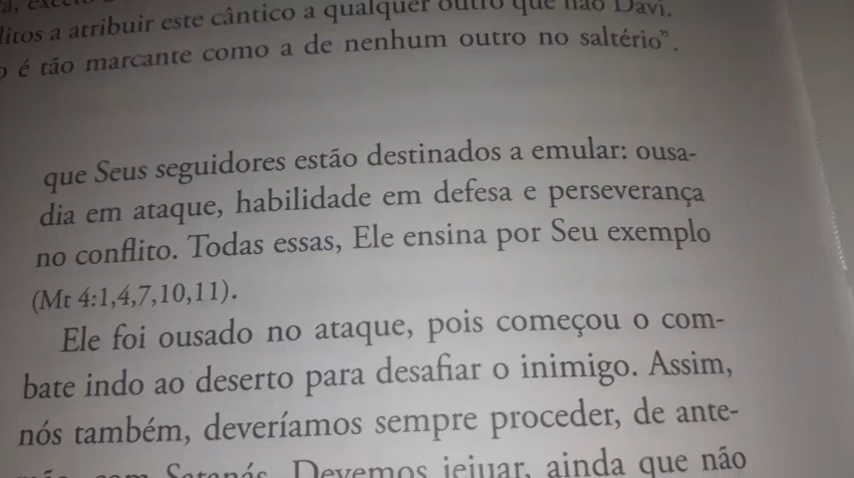 litos a atribuir este cântico a qualquer outro que não Davi.
o é tão marcante como a de nenhum outro no saltério”.
que Seus seguidores estão destinados a emular: ousa-
dia em ataque, habilidade em defesa e perseverança
no conflito. Todas essas, Ele ensina por Seu exemplo
(Mt 4:1,4,7,10,11).
Ele foi ousado no ataque, pois começou o com-
bate indo ao deserto para desafiar o inimigo. Assim,
nós também, deveríamos sempre proceder, de ante-
mão, com Satanás. Devemos jejuar, ainda que não